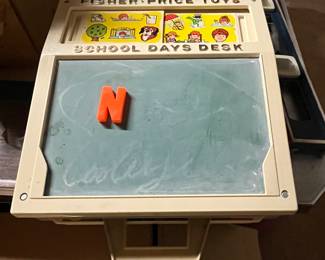 FISHER-PRICE TOYS
SCHOOL DAYS DESK
N